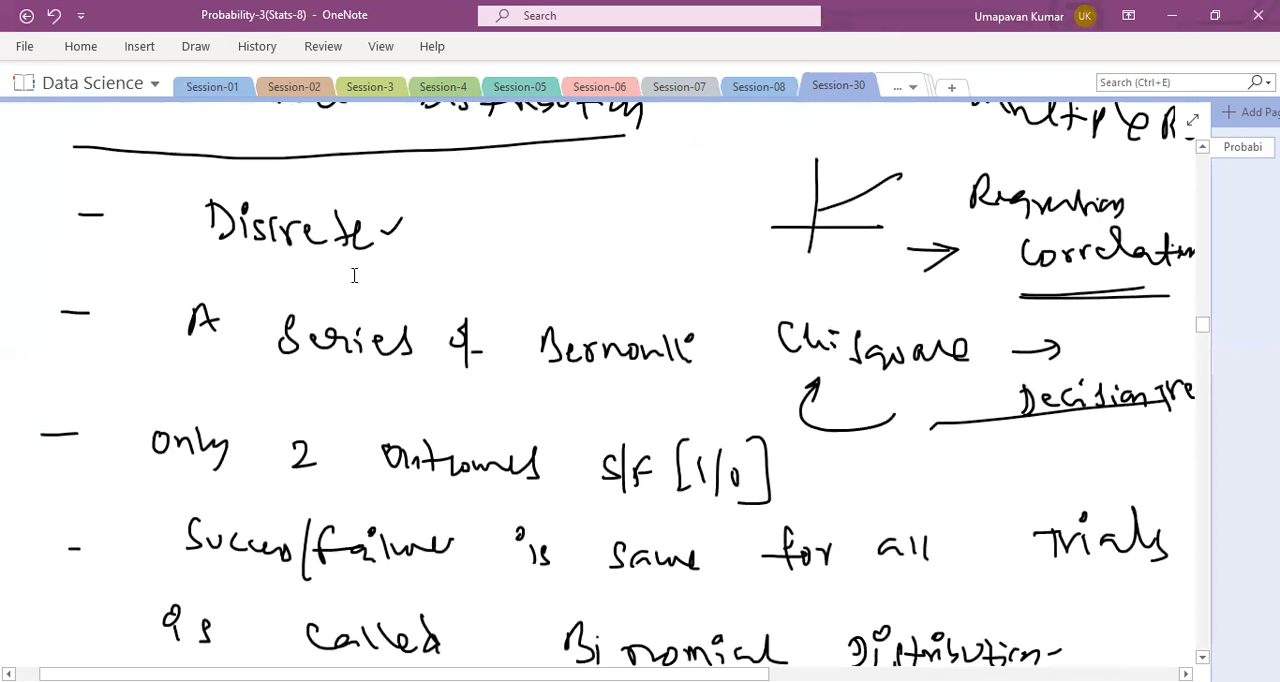 Probability-3(Stats-8) - OneNote
Search
Umapavan Kumar UK
File Home Insert Draw History Review View Help
Data Science Session-01 Session-02 Session-3 Session-4 Session-05 Session-06 Session-07 Session-08 Session-30 ... Search (Ctrl+E)
Distribution
Multiple R
Add Pag
Probabi
- Discrete ✓
Regression
→ Correlation
- A Series of Bernoulli
Chi square →
Decision Tre
- Only 2 outcomes S/F [1/0]
- Success/failure is same for all trials
is called Binomial Distribution-